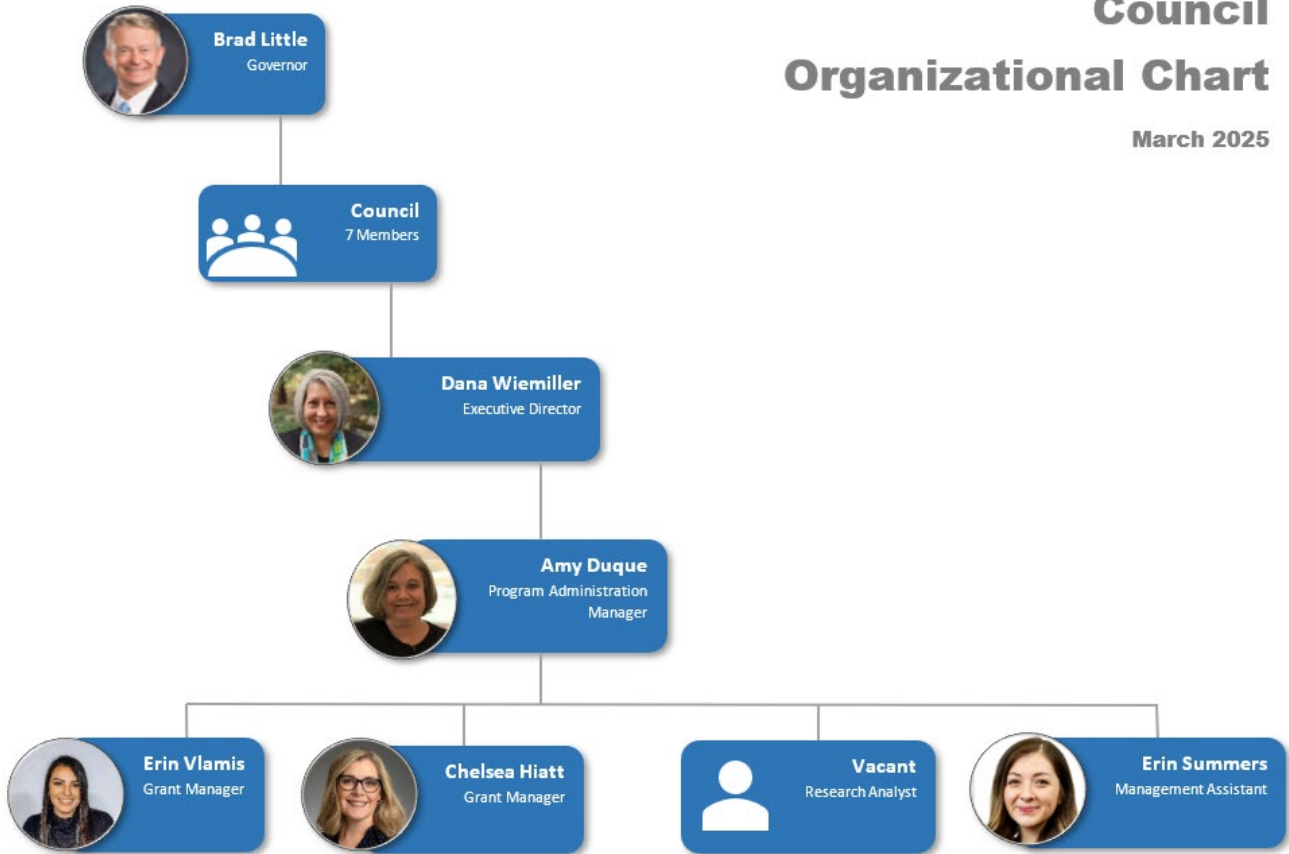 Council
Organizational Chart
March 2025
Brad Little
Governor
Council
7 Members
Dana Wiemiller
Executive Director
Amy Duque
Program Administration
Manager
Erin Vlamis
Grant Manager
Chelsea Hiatt
Grant Manager
Vacant
Research Analyst
Erin Summers
Management Assistant